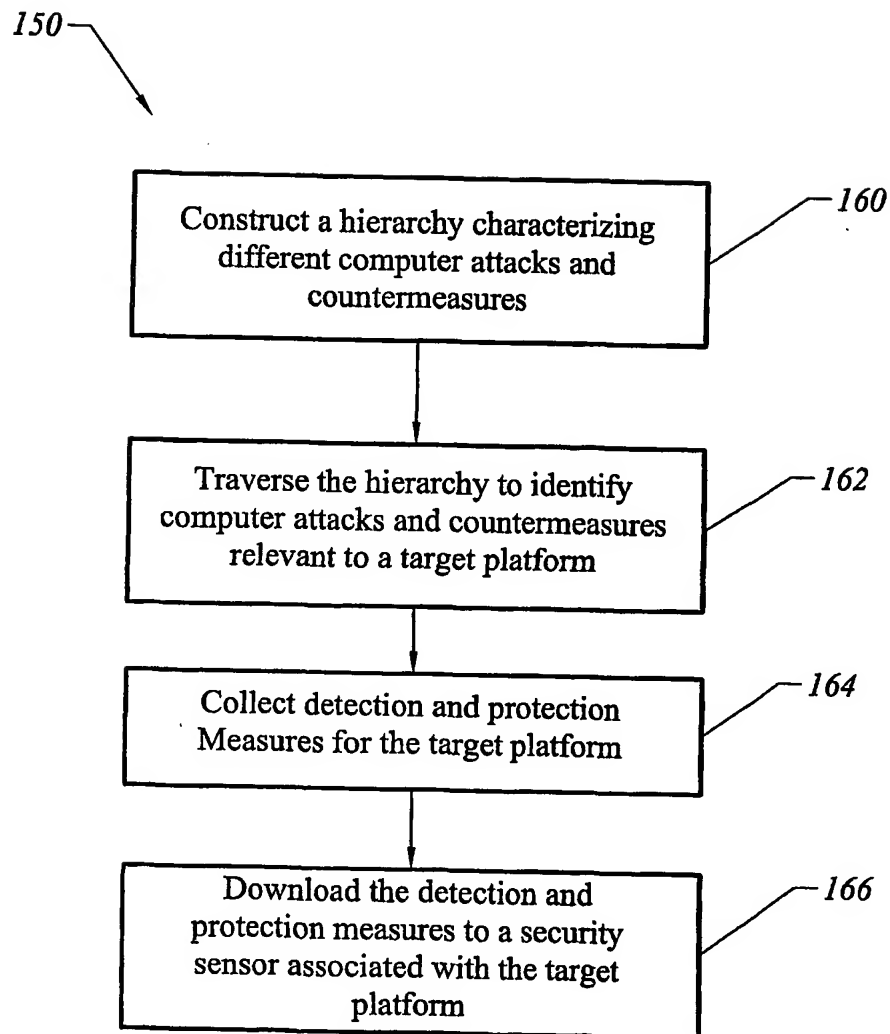 150
Construct a hierarchy characterizing
different computer attacks and
countermeasures
160
Traverse the hierarchy to identify
computer attacks and countermeasures
relevant to a target platform
162
Collect detection and protection
Measures for the target platform
164
Download the detection and
protection measures to a security
sensor associated with the target
platform
166